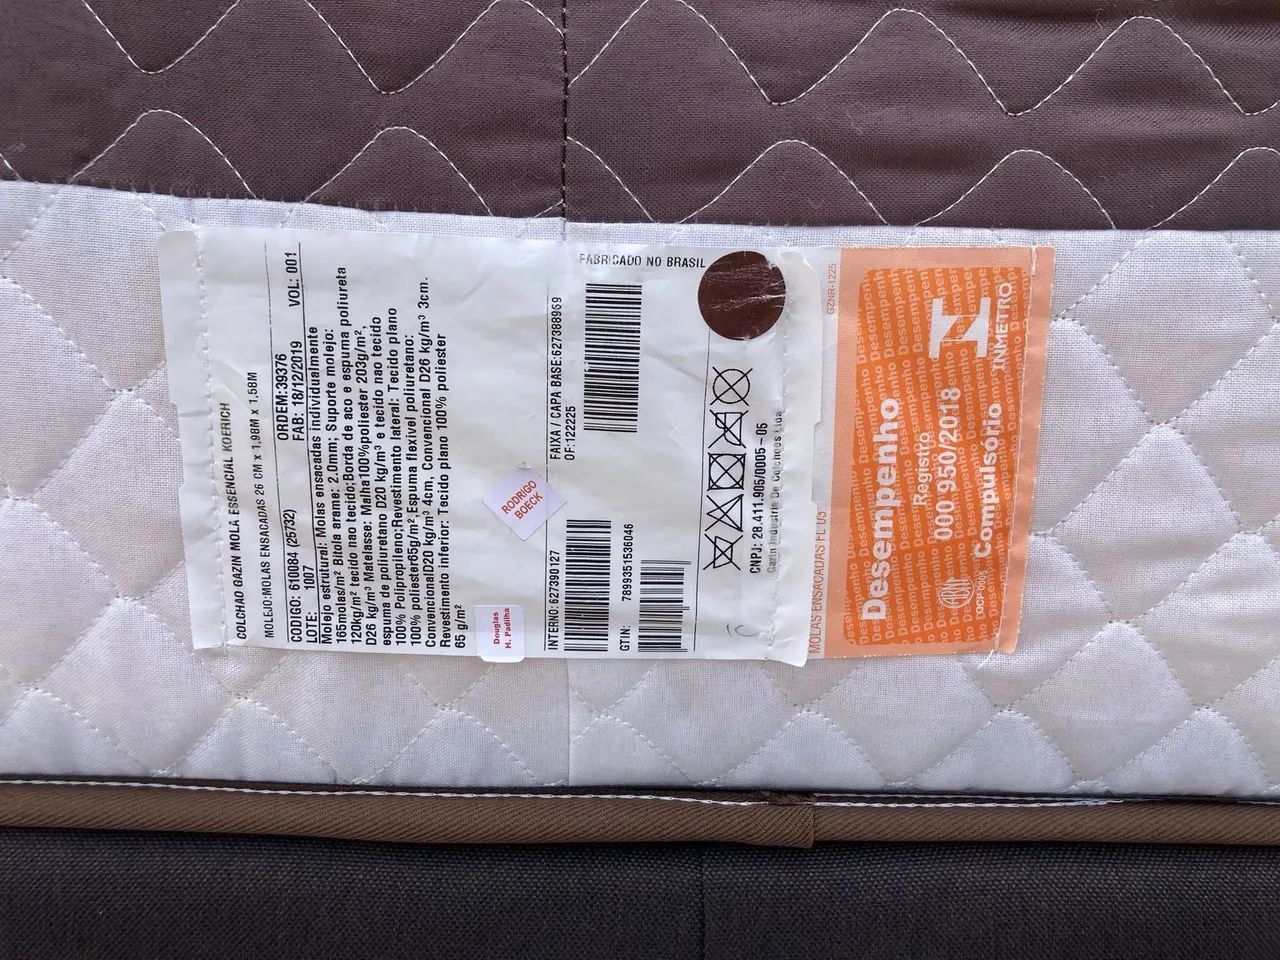 COLCHAO GAZIN MOLA ESSENCIAL KOERICH
MOLEJO:MOLAS ENSACADAS 26 CM X 1,98M X 1,58M
CODIGO: 610084 (25732) ORDEM:39376
LOTE: 1007 FAB: 18/12/2019 VOL: 001
Molejo estrutural: Molas ensacadas individualmente
165molas/m² Bitola arame: 2,0mm; Suporte molejo:
120kg/m² tecido nao tecido;Borda de aco e espuma poliureta
D26 kg/m³ Matelasse: Malha100%poliester 203g/m²,
espuma de poliuretano D20 kg/m³ e tecido nao tecido
100% Polipropileno;Revestimento lateral: Tecido plano
100% poliester65g/m²,Espuma flexivel poliuretano:
ConvencionalD20 kg/m³ 4cm, Convencional D26 kg/m³ 3cm.
Revestimento inferior: Tecido plano 100% poliester
65 g/m²
Douglas
H. Padilha
RODRIGO
BOECK
INTERNO: 627390127
FAIXA / CAPA BASE:627388969
OF:122225
FABRICADO NO BRASIL
GTIN: 7899351536046
CNPJ: 28.411.905/0005-05
Gazin Industria De Colchoes Ltda
MOLAS ENSACADAS FL 03
GZNR-1225
Desempenho
Registro
000 950/2018
Compulsório
INMETRO